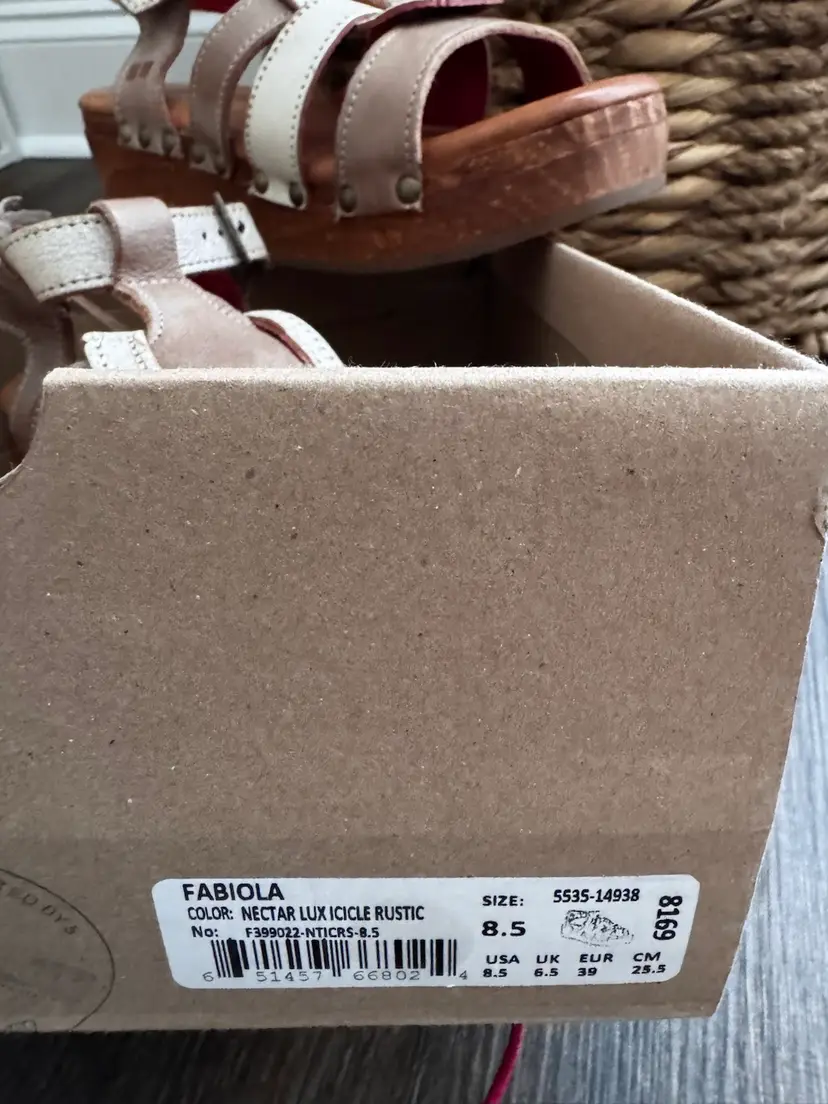 FABIOLA
COLOR: NECTAR LUX ICICLE RUSTIC
No: F399022-NTICRS-8.5
6 51457 66802 4
SIZE: 5535-14938
8.5
USA UK EUR CM
8.5 6.5 39 25.5
8169